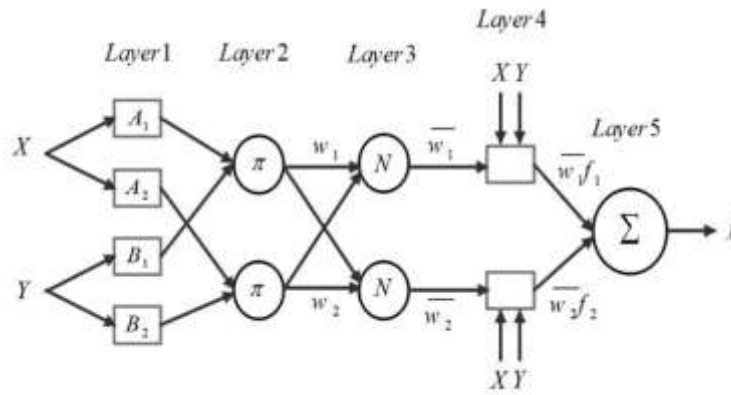 Layer 1 Layer 2 Layer 3 Layer 4
X Y
Layer 5
X
A₁
A₂
π
w₁
N
w̅₁
w̅₁f₁
Σ
Y
B₁
B₂
π
w₂
N
w̅₂
w̅₂f₂
X Y